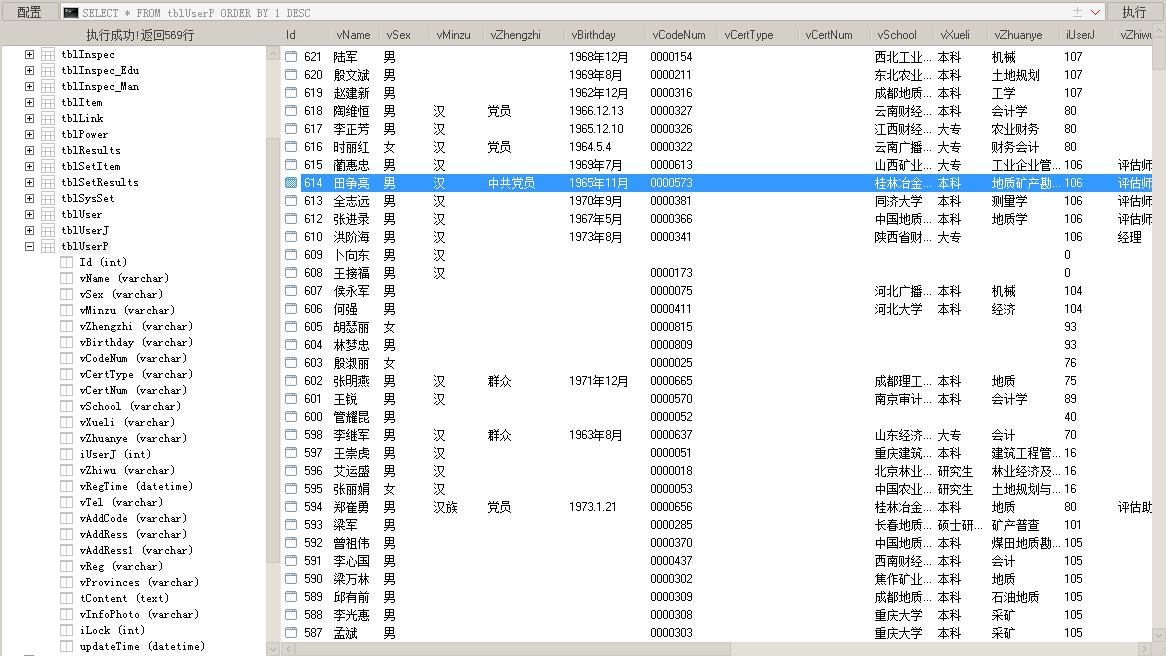 配置 SELECT * FROM tblUserP ORDER BY 1 DESC 执行
执行成功!返回569行
tblInspec
tblInspec_Edu
tblInspec_Man
tblItem
tblLink
tblPower
tblResults
tblSetItem
tblSetResults
tblSysSet
tblUser
tblUserJ
tblUserP
Id (int)
vName (varchar)
vSex (varchar)
vMinzu (varchar)
vZhengzhi (varchar)
vBirthday (varchar)
vCodeNum (varchar)
vCertType (varchar)
vCertNum (varchar)
vSchool (varchar)
vXueli (varchar)
vZhuanye (varchar)
iUserJ (int)
vZhiwu (varchar)
vRegTime (datetime)
vTel (varchar)
vAddCode (varchar)
vAddRess (varchar)
vAddRess1 (varchar)
vReg (varchar)
vProvinces (varchar)
tContent (text)
vInfoPhoto (varchar)
iLock (int)
updateTime (datetime)
Id vName vSex vMinzu vZhengzhi vBirthday vCodeNum vCertType vCertNum vSchool vXueli vZhuanye iUserJ vZhiwu
621 陆军 男 1968年12月 0000154 西北工业... 本科 机械 107
620 殷文斌 男 1969年8月 0000211 东北农业... 本科 土地规划 107
619 赵建新 男 1962年12月 0000316 成都地质... 本科 工学 107
618 陶维恒 男 汉 党员 1966.12.13 0000327 云南财经... 本科 会计学 80
617 李正芳 男 汉 1965.12.10 0000326 江西财经... 大专 农业财务 80
616 时丽红 女 汉 党员 1964.5.4 0000322 云南广播... 大专 财务会计 80
615 蔺惠忠 男 汉 1969年7月 0000613 山西矿业... 大专 工业企业管... 106 评估师
614 田争亮 男 汉 中共党员 1965年11月 0000573 桂林冶金... 本科 地质矿产勘... 106 评估师
613 全志远 男 汉 1970年9月 0000381 同济大学 本科 测量学 106 评估师
612 张进录 男 汉 1967年5月 0000366 中国地质... 本科 地质学 106 评估师
610 洪阶海 男 汉 1973年8月 0000341 陕西省财... 大专 106 经理
609 卜向东 男 汉 0
608 王接福 男 汉 0000173 0
607 侯永军 男 0000075 河北广播... 本科 机械 104
606 何强 男 0000411 河北大学 本科 经济 104
605 胡瑟丽 女 0000815 93
604 林梦忠 男 0000809 93
603 殷淑丽 女 0000025 76
602 张明燕 男 汉 群众 1971年12月 0000665 成都理工... 本科 地质 75
601 王锐 男 汉 0000570 南京审计... 本科 会计学 89
600 管耀昆 男 0000052 40
598 李继军 男 汉 群众 1963年8月 0000637 山东经济... 大专 会计 70
597 王崇虎 男 汉 0000051 重庆建筑... 本科 建筑工程管... 16
596 艾运盛 男 汉 0000018 北京林业... 研究生 林业经济及... 16
595 张丽娟 女 汉 0000053 中国农业... 研究生 土地规划与... 16
594 郑崔勇 男 汉族 党员 1973.1.21 0000656 桂林冶金... 本科 地质 80 评估助
593 梁军 男 0000285 长春地质... 硕士研... 矿产普查 101
592 曾祖伟 男 0000370 中国地质... 本科 煤田地质勘... 105
591 李心国 男 0000437 西南财经... 本科 会计 105
590 梁万林 男 0000302 焦作矿业... 本科 地质 105
589 邱有前 男 0000309 成都地质... 本科 石油地质 105
588 李光惠 男 0000308 重庆大学 本科 采矿 105
587 孟斌 男 0000303 重庆大学 本科 采矿 105